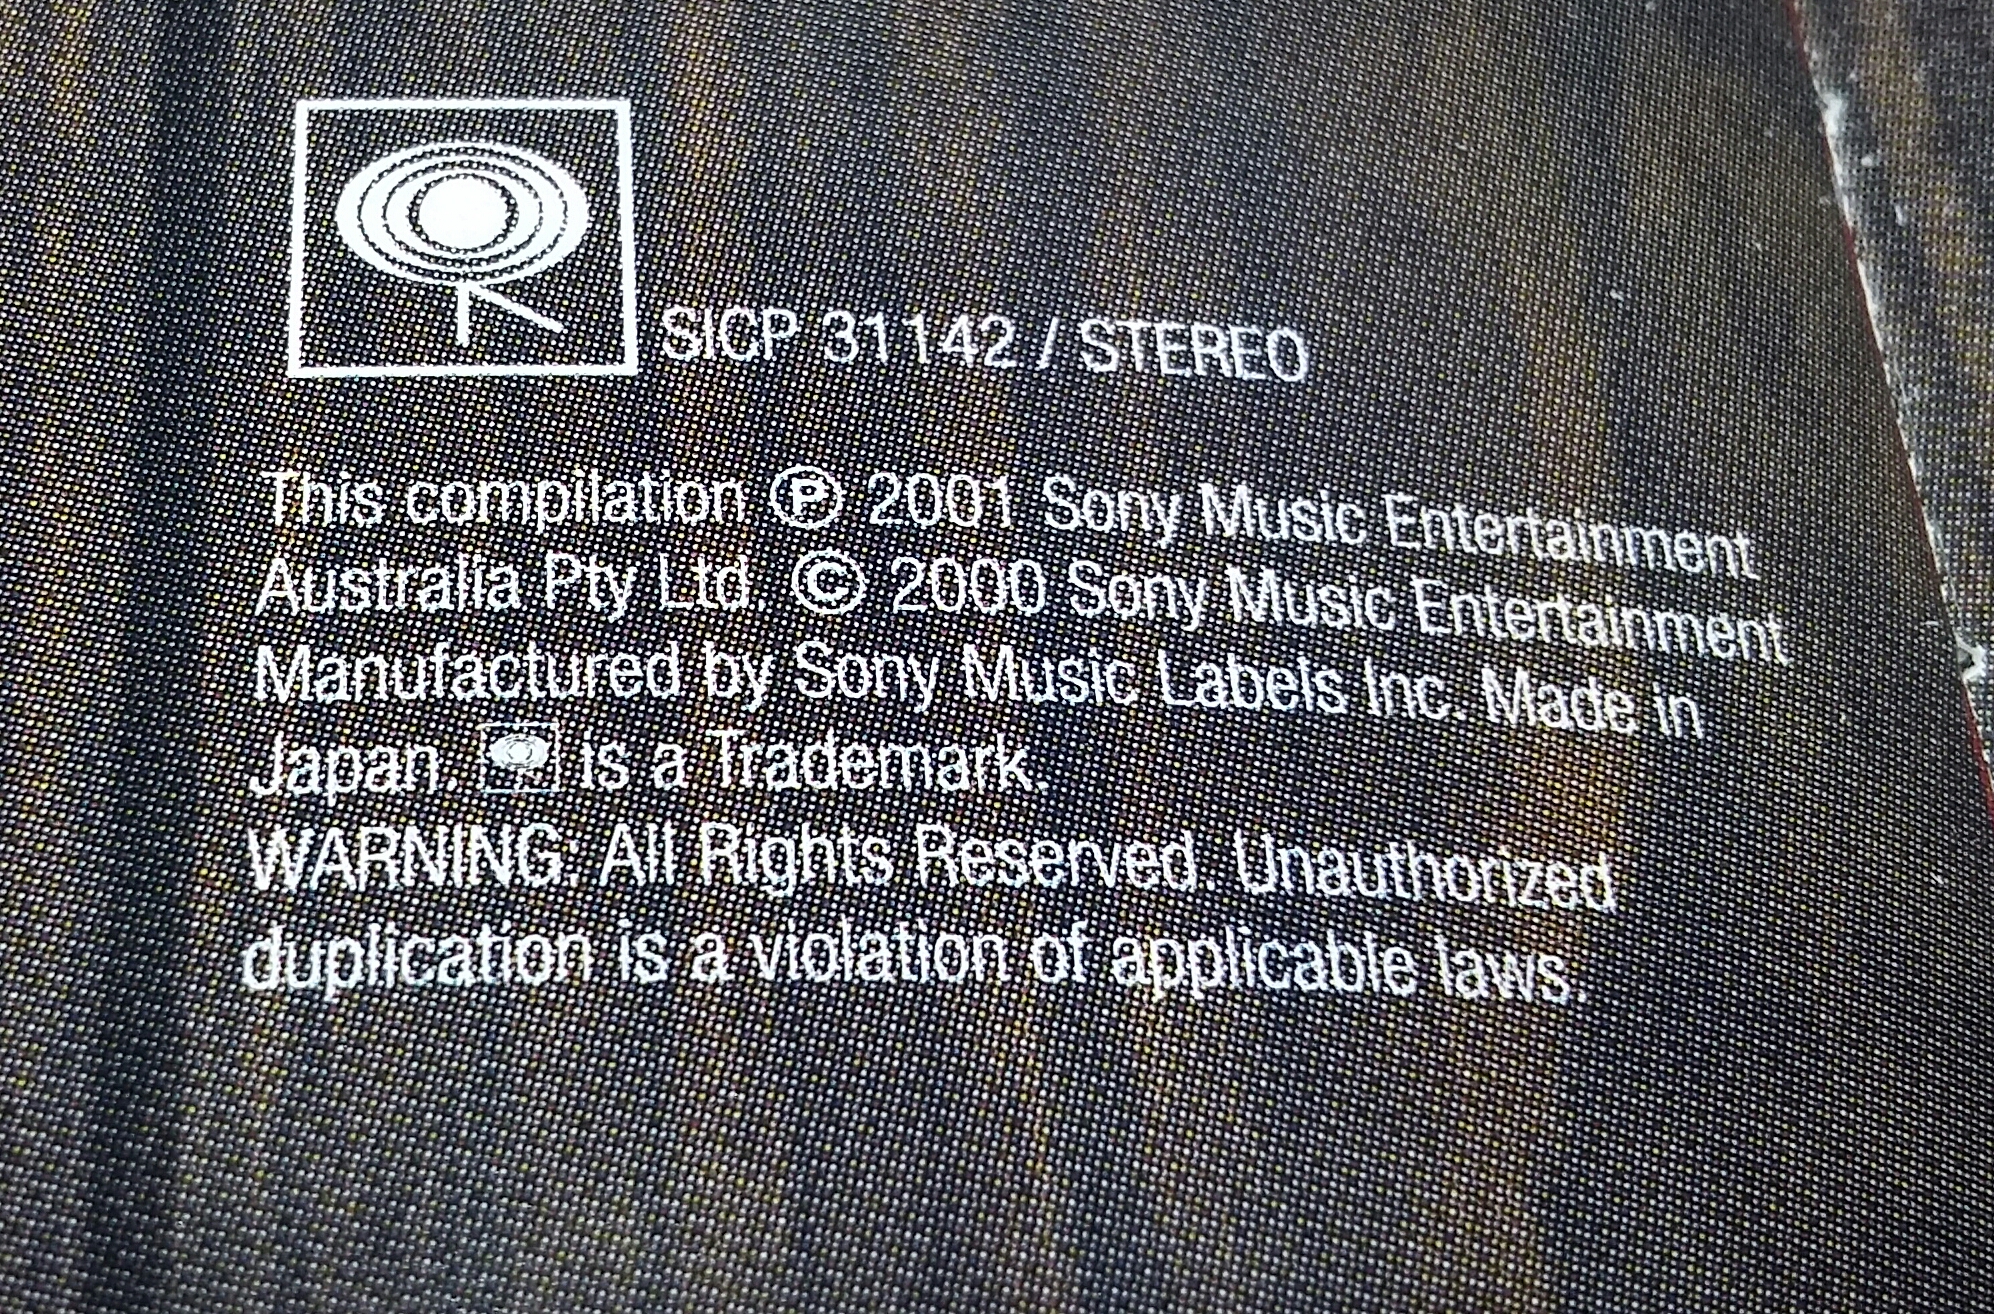 SICP 31142 / STEREO
This compilation Ⓟ 2001 Sony Music Entertainment
Australia Pty Ltd. © 2000 Sony Music Entertainment
Manufactured by Sony Music Labels Inc. Made in
Japan. is a Trademark.
WARNING: All Rights Reserved. Unauthorized
duplication is a violation of applicable laws.